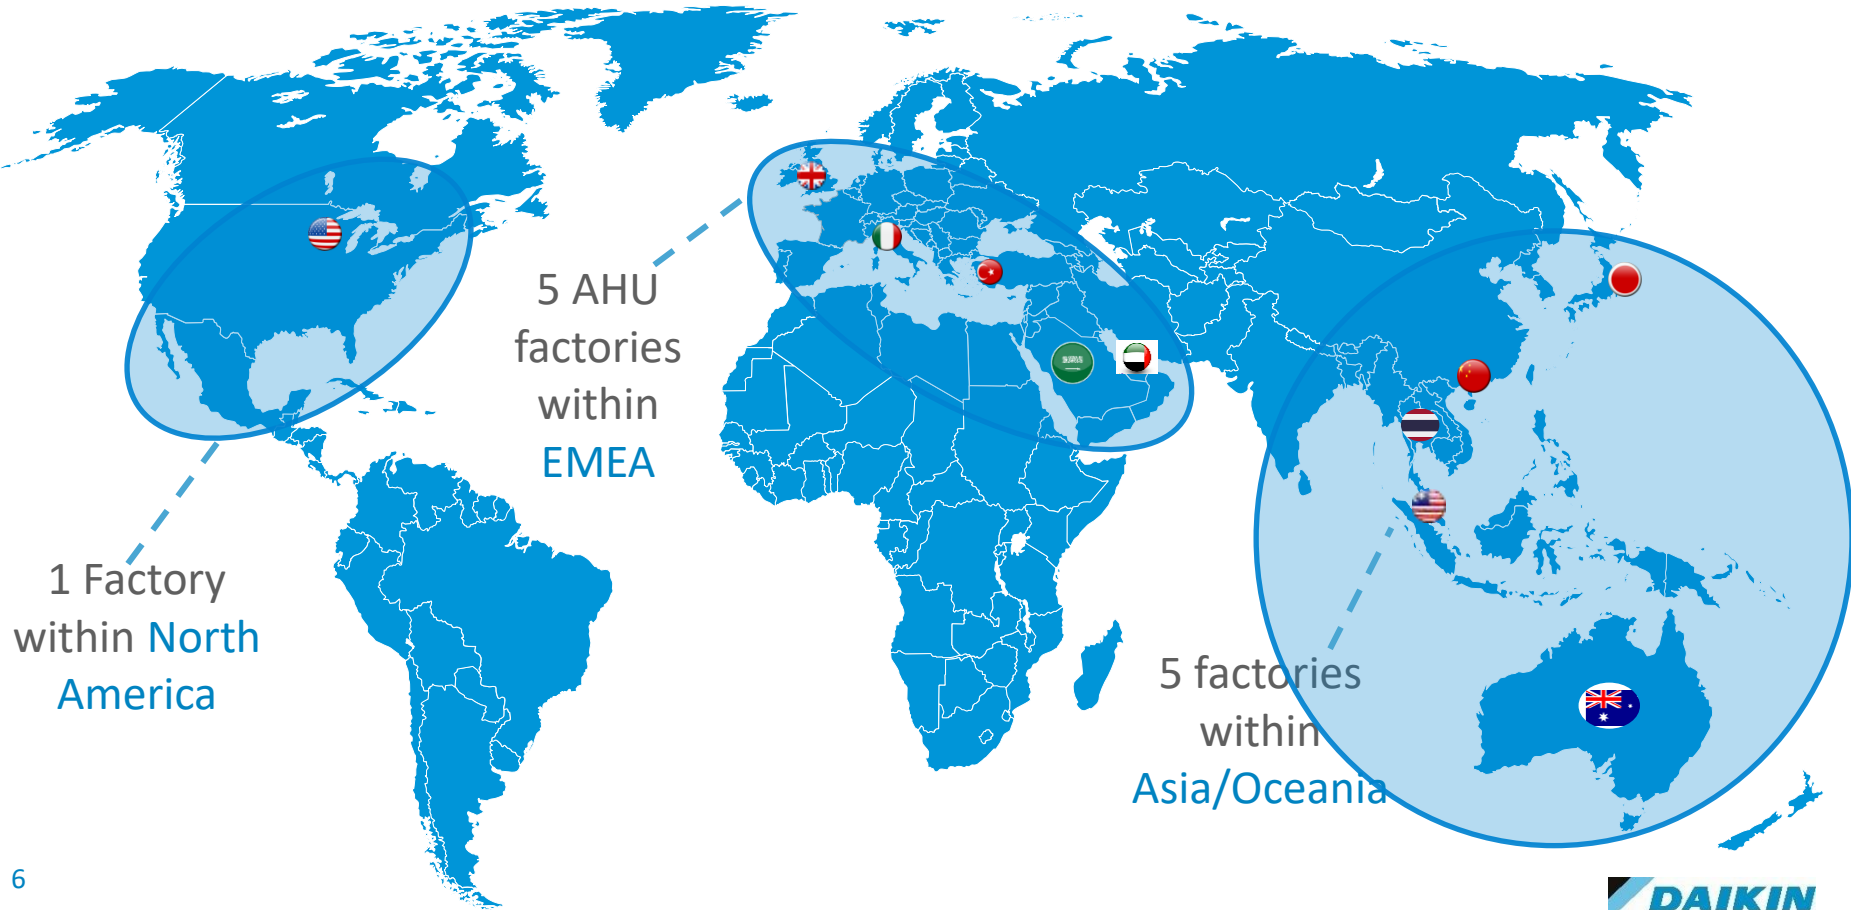 5 AHU
factories
within
EMEA
1 Factory
within North
America
5 factories
within
Asia/Oceania
6
DAIKIN